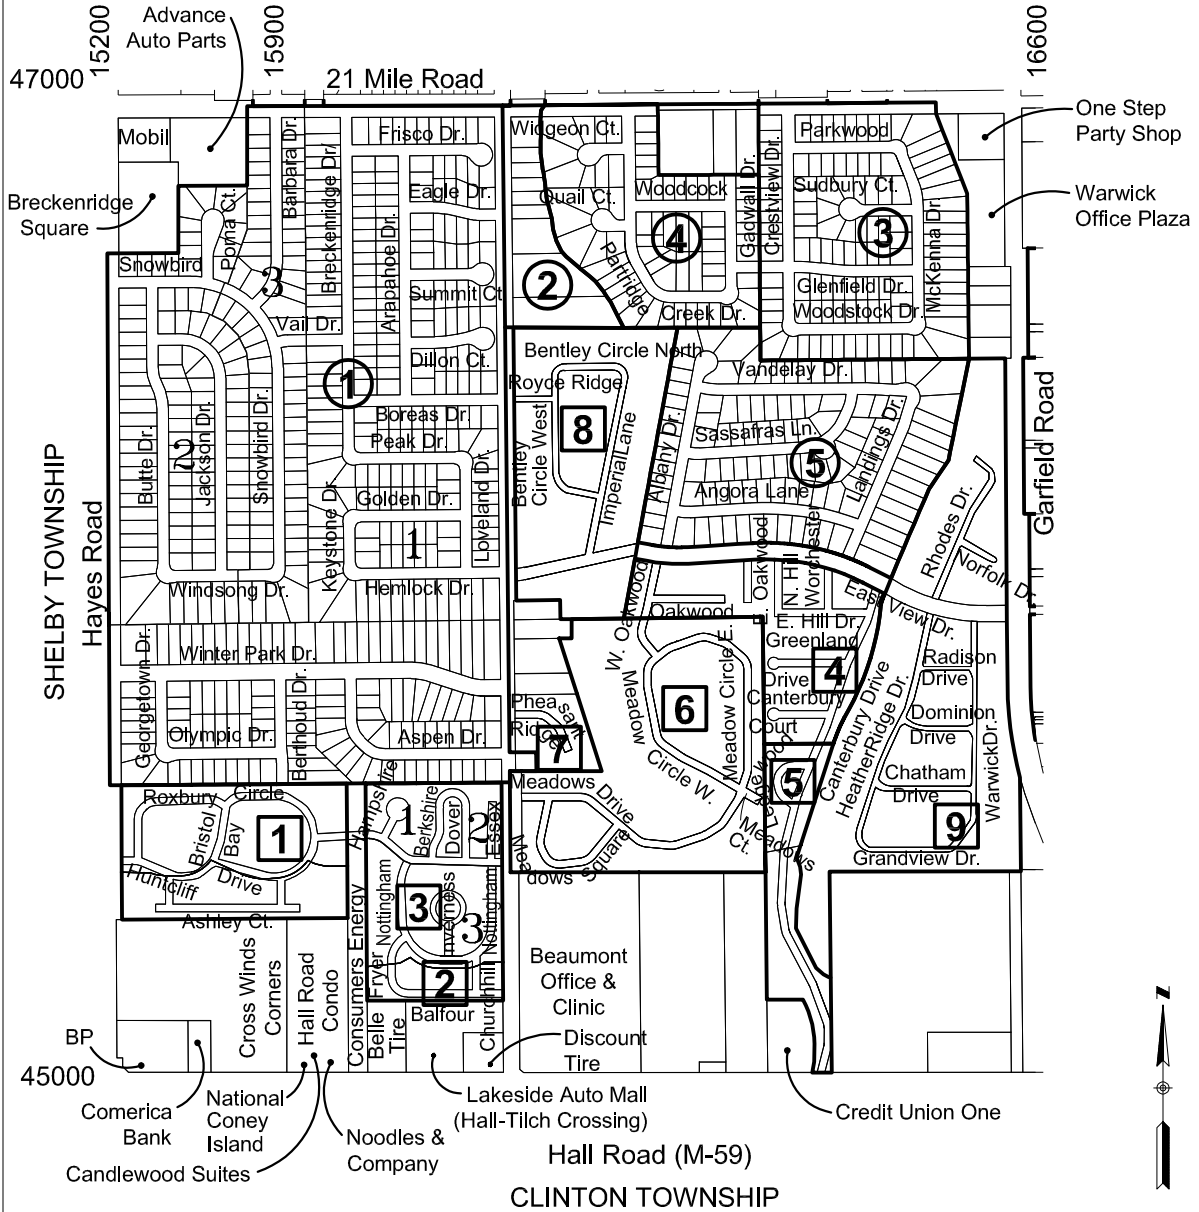 15200
Advance
Auto Parts
15900
16600
47000
21 Mile Road
Mobil
Breckenridge
Square
One Step
Party Shop
Warwick
Office Plaza
Barbara Dr.
Breckenridge Dr.
Frisco Dr.
Eagle Dr.
Poma Ct.
Arapahoe Dr.
Snowbird
3
Summit Ct
Vail Dr.
Dillon Ct.
1
Boreas Dr.
Peak Dr.
Butte Dr.
2
Jackson Dr.
Snowbird Dr.
Keystone Dr.
Golden Dr.
Loveland Dr.
1
Windsong Dr.
Hemlock Dr.
Winter Park Dr.
Georgetown Dr.
Olympic Dr.
Berthoud Dr.
Aspen Dr.
Widgeon Ct.
Quail Ct.
Woodcock
4
Gadwall Dr.
Crestview Dr.
Partridge
Creek Dr.
2
Parkwood
Sudbury Ct.
3
McKenna Dr.
Glenfield Dr.
Woodstock Dr.
Bentley Circle North
Royce Ridge
8
Bentley
Circle West
Imperial Lane
Albany Dr.
Vandelay Dr.
Sassafras Ln.
5
Landings Dr.
Angora Lane
Oakwood
N. Hill
Worchester
Rhodes Dr.
Norfolk Dr.
East
View Dr.
SHELBY TOWNSHIP
Hayes Road
Garfield Road
W. Oakwood
Oakwood
E.
E. Hill Dr.
Greenland
Drive
4
Canterbury
Court
Canterbury Drive
HeatherRidge Dr.
Radison
Drive
Dominion
Drive
Chatham
Drive
WarwickDr.
9
Grandview Dr.
Meadow
Circle W.
6
Meadow Circle E.
Pheasant
Ridge
7
5
Lakewood
Meadows
Ct.
Meadows
Drive
Square
Meadows
Roxbury
Circle
Bristol
Bay
1
Huntcliff
Drive
Ashley Ct.
Hampshire
1
Berkshire
Dover
2
Essex
Nottingham
3
Inverness
3
Nottingham
2
Balfour
Churchhill
Cross Winds
Corners
Hall Road
Condo
Consumers Energy
Fryer
Belle
Tire
Beaumont
Office &
Clinic
Discount
Tire
BP
45000
Comerica
Bank
National
Coney
Island
Candlewood Suites
Noodles &
Company
Lakeside Auto Mall
(Hall-Tilch Crossing)
Credit Union One
Hall Road (M-59)
CLINTON TOWNSHIP
N